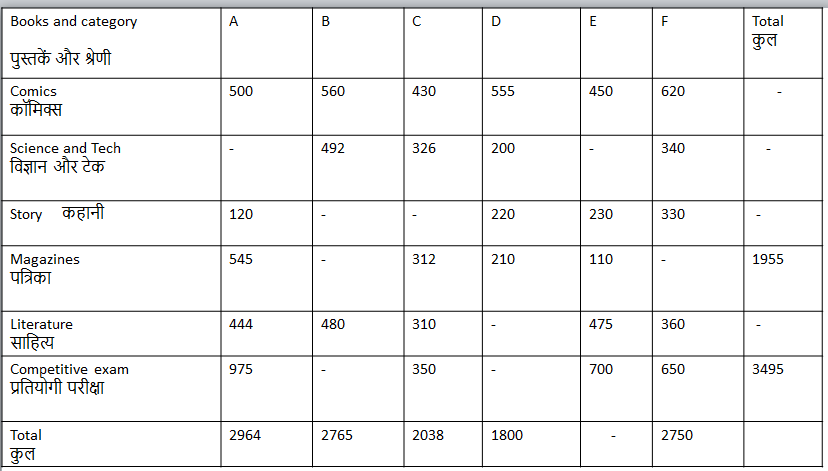 Books and category A B C D E F Total
पुस्तकें और श्रेणी कुल
Comics 500 560 430 555 450 620 -
कॉमिक्स
Science and Tech - 492 326 200 - 340 -
विज्ञान और टेक
Story कहानी 120 - - 220 230 330 -
Magazines 545 - 312 210 110 - 1955
पत्रिका
Literature 444 480 310 - 475 360 -
साहित्य
Competitive exam 975 - 350 - 700 650 3495
प्रतियोगी परीक्षा
Total 2964 2765 2038 1800 - 2750
कुल